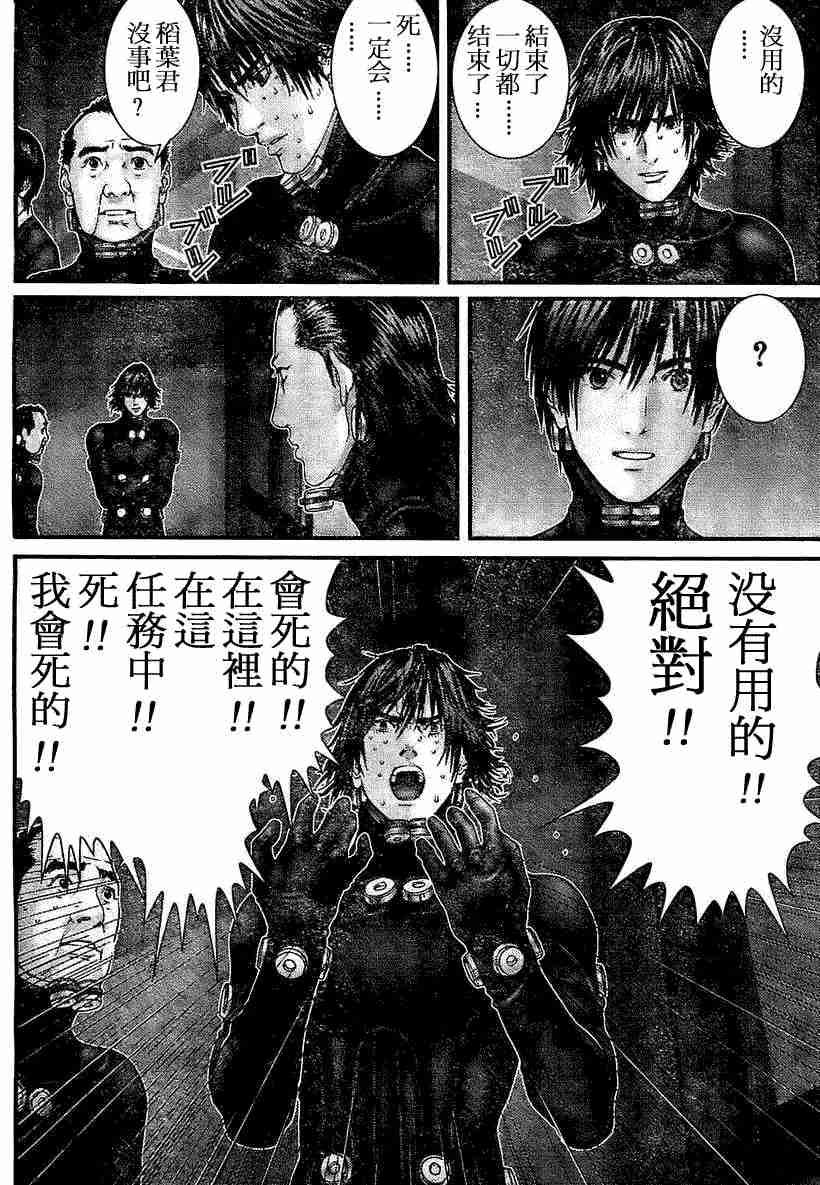 沒用的
……
結束了
一切都……
结束了…
死……
一定会……
……
稻葉君
沒事吧？
？
没有用的!!
絕對!!
會死的!!
在這裡!!
在這
任務中!!
死!!
我會死的!!